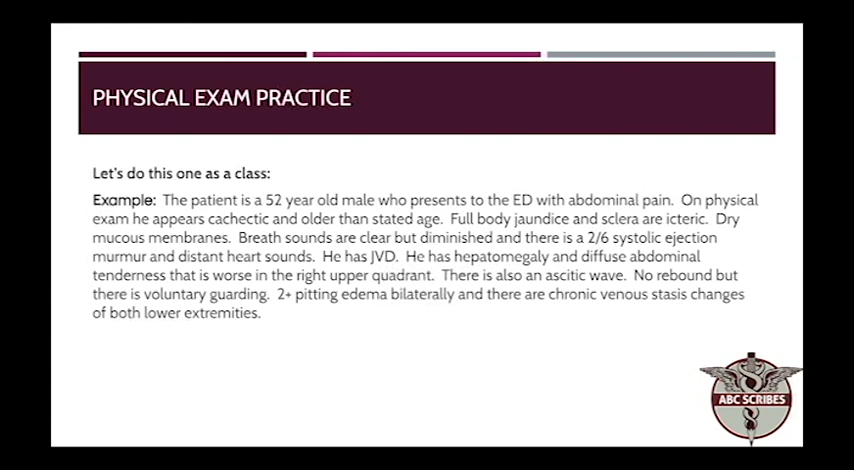 PHYSICAL EXAM PRACTICE
Let's do this one as a class:
Example: The patient is a 52 year old male who presents to the ED with abdominal pain. On physical
exam he appears cachectic and older than stated age. Full body jaundice and sclera are icteric. Dry
mucous membranes. Breath sounds are clear but diminished and there is a 2/6 systolic ejection
murmur and distant heart sounds. He has JVD. He has hepatomegaly and diffuse abdominal
tenderness that is worse in the right upper quadrant. There is also an ascitic wave. No rebound but
there is voluntary guarding. 2+ pitting edema bilaterally and there are chronic venous stasis changes
of both lower extremities.
ABC SCRIBES